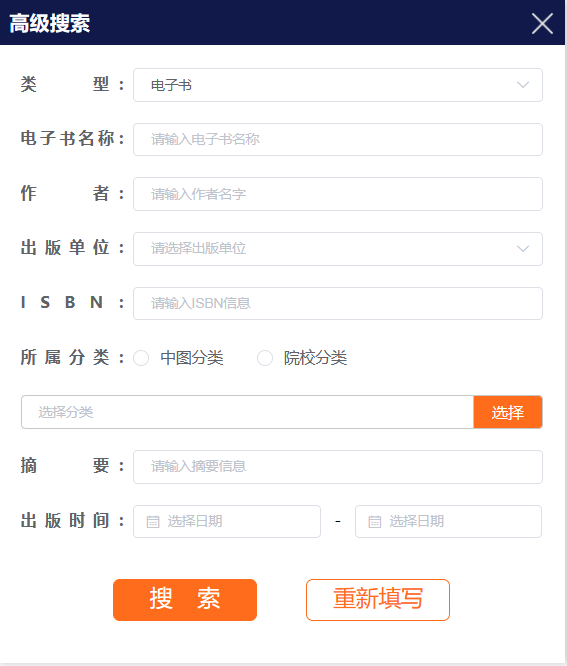 高级搜索
类 型： 电子书
电子书名称： 请输入电子书名称
作 者： 请输入作者名字
出版单位： 请选择出版单位
ISBN： 请输入ISBN信息
所属分类： 中图分类 院校分类
选择分类 选择
摘 要： 请输入摘要信息
出版时间： 选择日期 - 选择日期
搜 索 重新填写